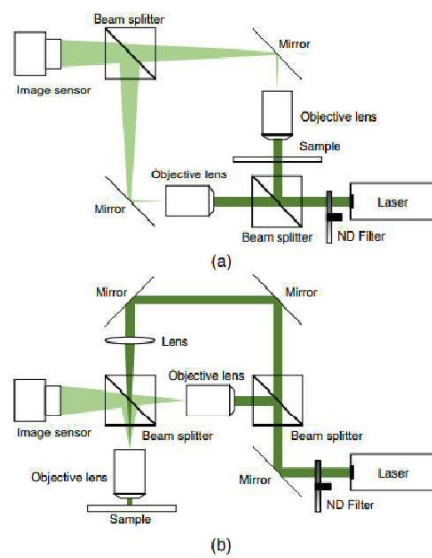 Beam splitter
Mirror
Image sensor
Objective lens
Sample
Objective lens
Mirror
Laser
Beam splitter
ND Filter
(a)
Mirror
Mirror
Lens
Objective lens
Image sensor
Beam splitter
Beam splitter
Objective lens
Mirror
Laser
ND Filter
Sample
(b)